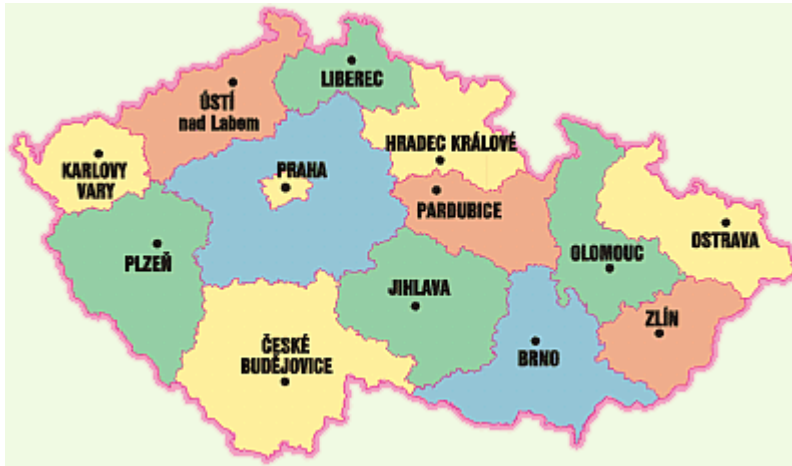 LIBEREC
ÚSTÍ
nad Labem
HRADEC KRÁLOVÉ
KARLOVY
VARY
PRAHA
PARDUBICE
OSTRAVA
PLZEŇ
OLOMOUC
JIHLAVA
ZLÍN
ČESKÉ
BUDĚJOVICE
BRNO